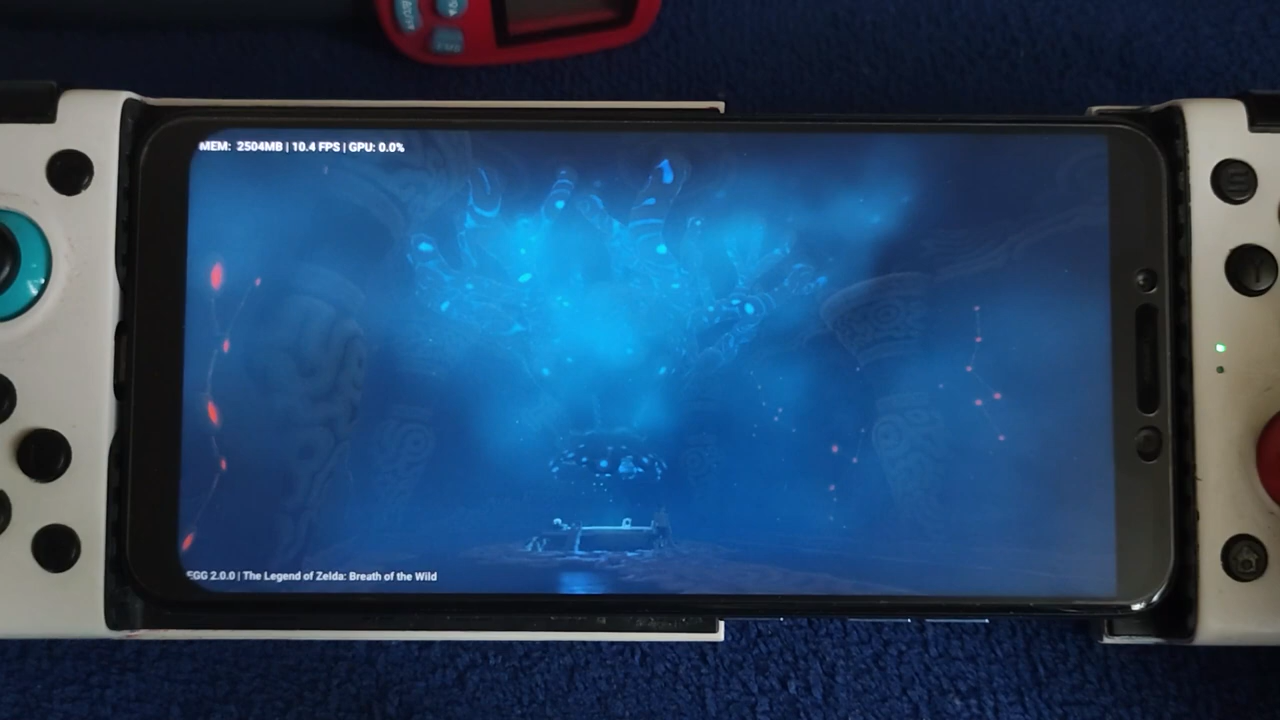 MEM: 2504MB | 10.4 FPS | GPU: 0.0%
EGG 2.0.0 | The Legend of Zelda: Breath of the Wild